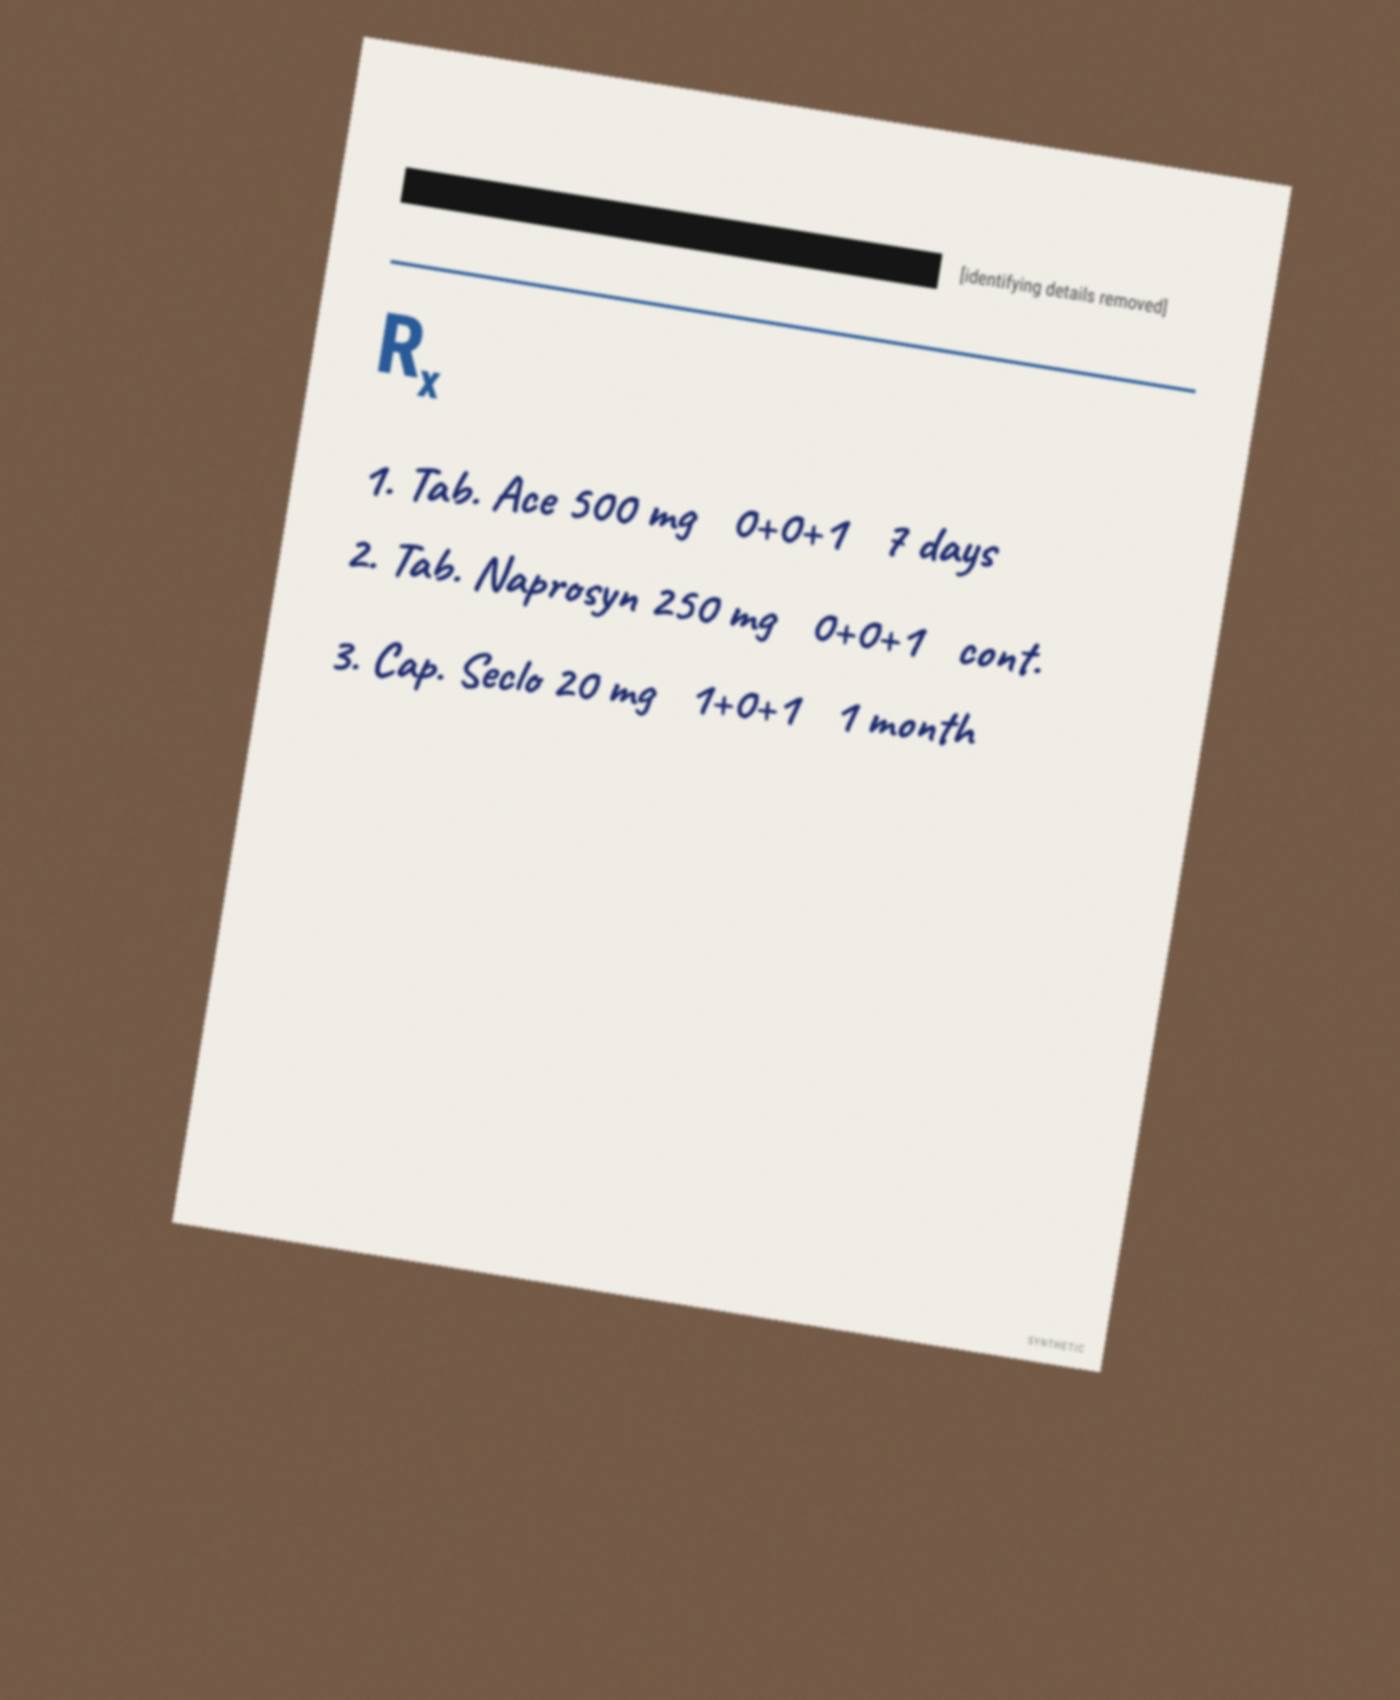 [identifying details removed]
Rx
1. Tab. Ace 500 mg 0+0+1 7 days
2. Tab. Naprosyn 250 mg 0+0+1 cont.
3. Cap. Seclo 20 mg 1+0+1 1 month
SYNTHETIC